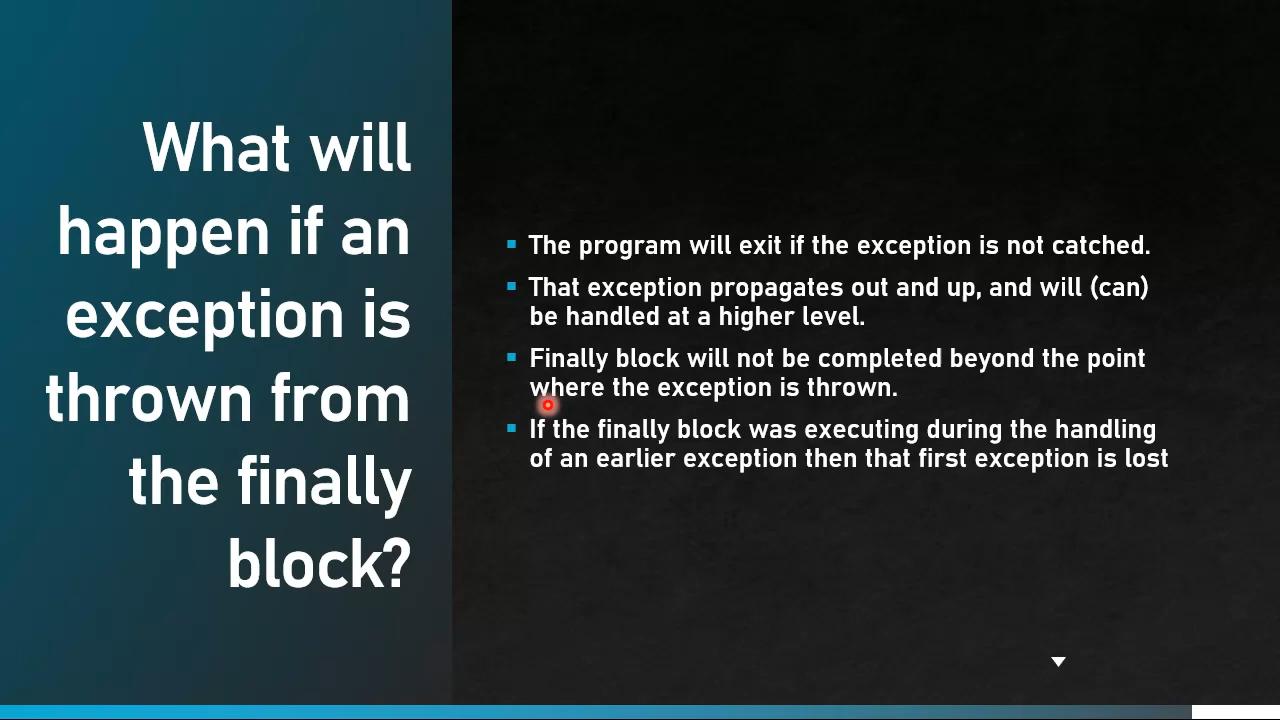 What will
happen if an
exception is
thrown from
the finally
block?
The program will exit if the exception is not catched.
That exception propagates out and up, and will (can)
be handled at a higher level.
Finally block will not be completed beyond the point
where the exception is thrown.
If the finally block was executing during the handling
of an earlier exception then that first exception is lost